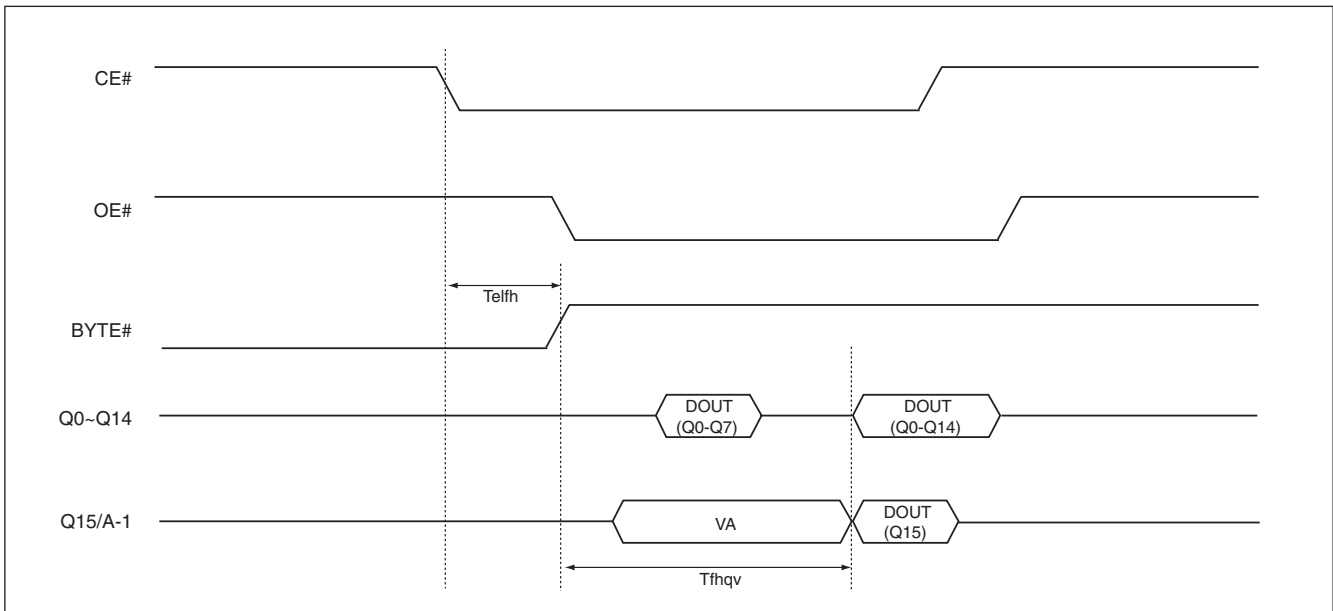 CE#
OE#
Telfh
BYTE#
Q0~Q14
DOUT
(Q0-Q7)
DOUT
(Q0-Q14)
Q15/A-1
VA
DOUT
(Q15)
Tfhqv